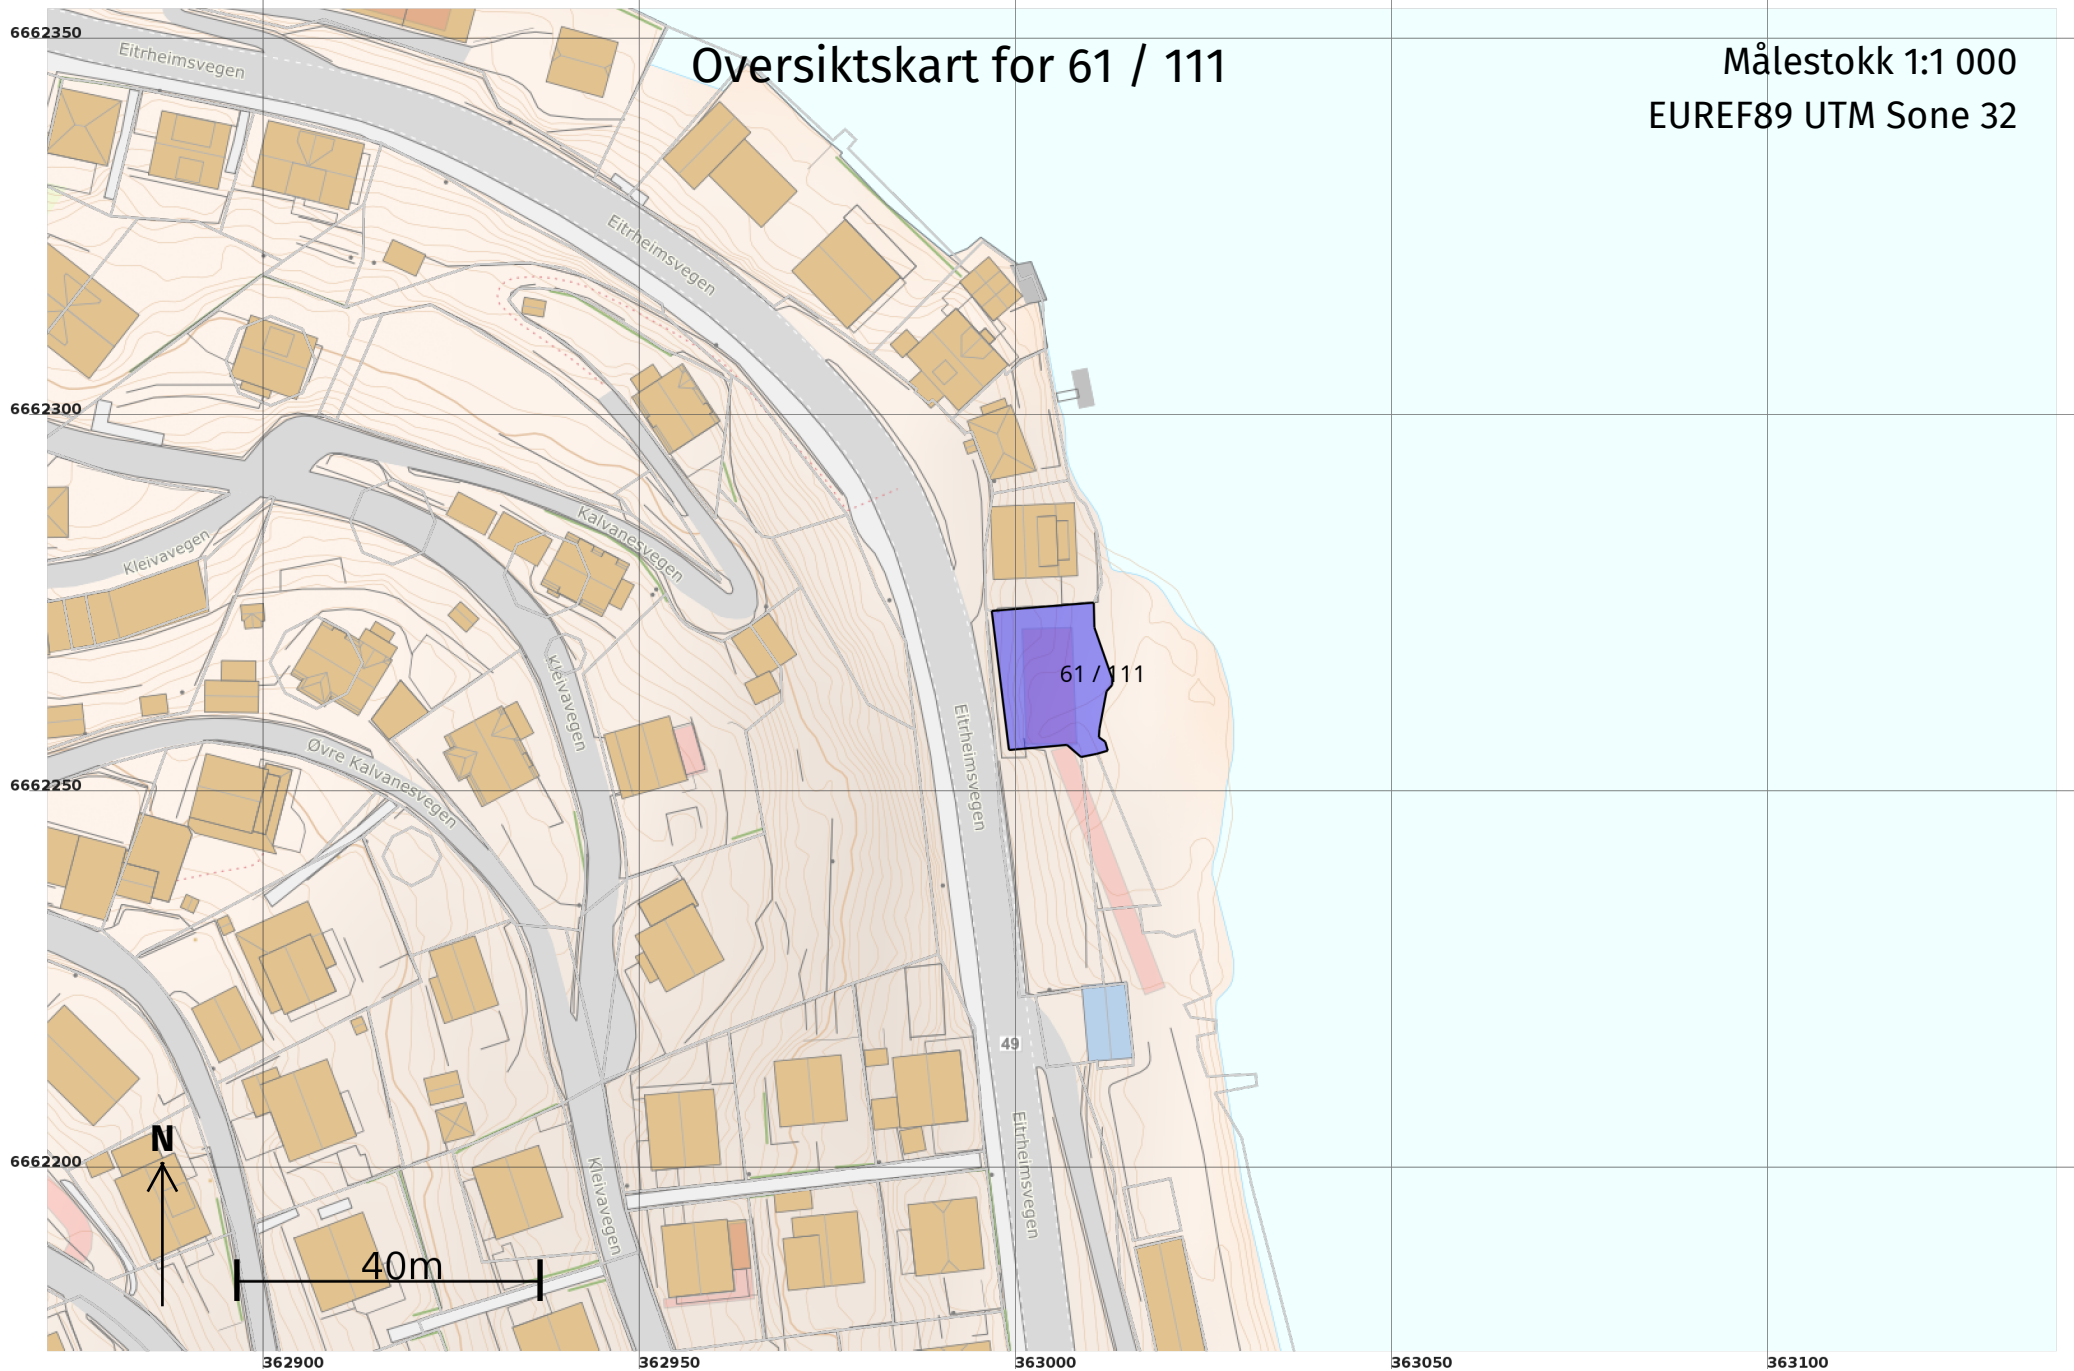 6662350
Eitrheimsvegen
Oversiktskart for 61 / 111
Målestokk 1:1 000
EUREF89 UTM Sone 32
Eitrheimsvegen
6662300
Kalvanesvegen
Kleivavegen
61 / 111
Kleivavegen
Eitrheimsvegen
Øvre Kalvanesvegen
6662250
49
N
6662200
Eitrheimsvegen
Kleivavegen
40m
362900
362950
363000
363050
363100